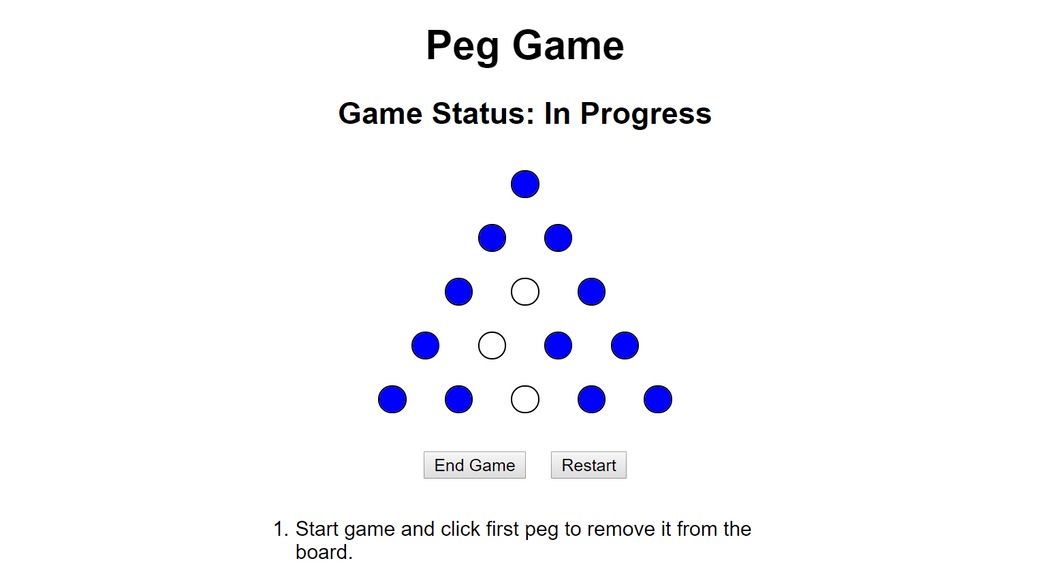 Peg Game
Game Status: In Progress
End Game
Restart
1. Start game and click first peg to remove it from the
board.